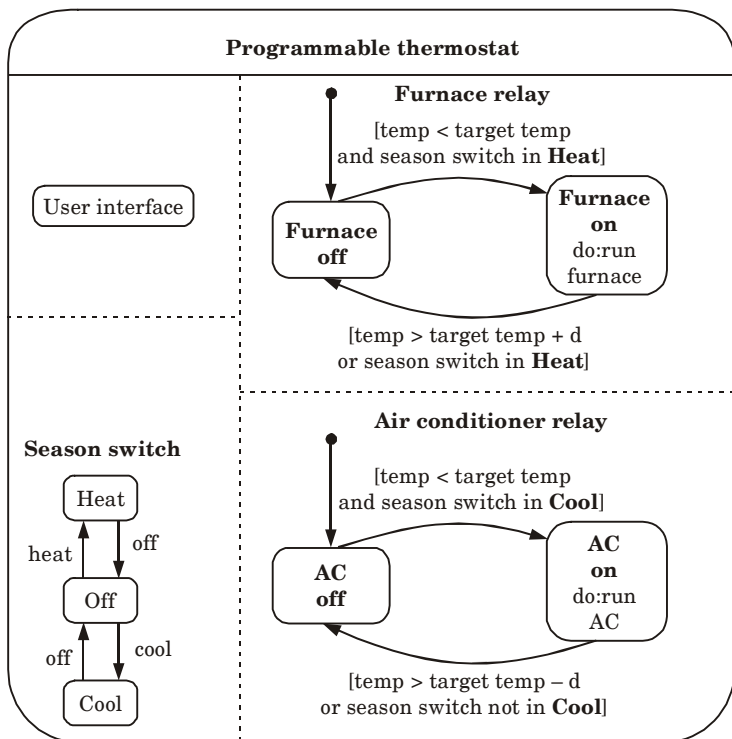 Programmable thermostat
Furnace relay
[temp < target temp
and season switch in Heat]
User interface
Furnace
off
Furnace
on
do:run
furnace
[temp > target temp + d
or season switch in Heat]
Air conditioner relay
Season switch
[temp < target temp
and season switch in Cool]
Heat
heat
off
Off
off
cool
Cool
AC
off
AC
on
do:run
AC
[temp > target temp – d
or season switch not in Cool]